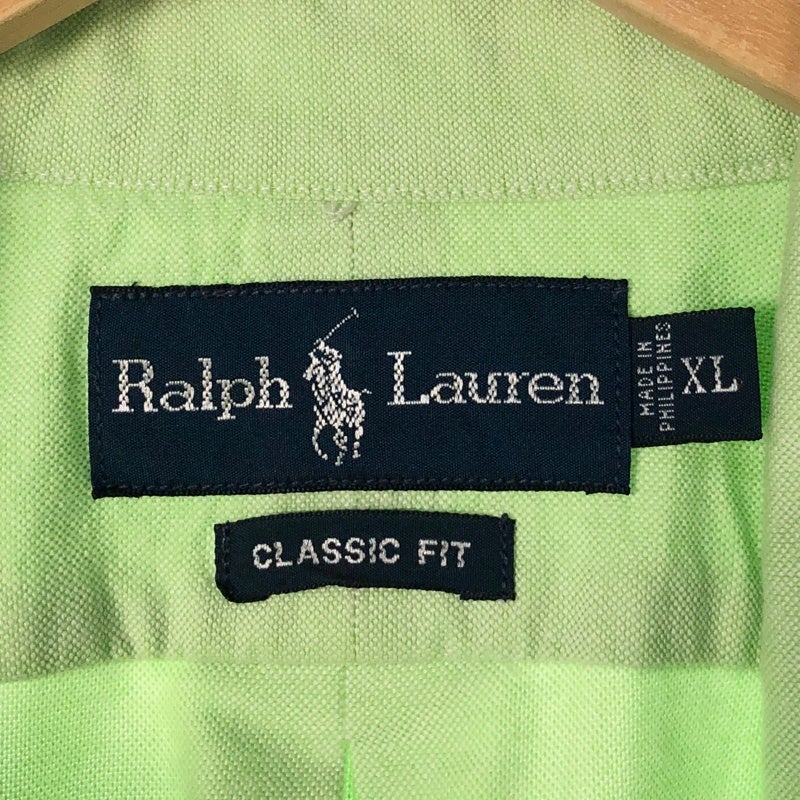 Ralph Lauren
MADE IN
PHILIPPINES
XL
CLASSIC FIT